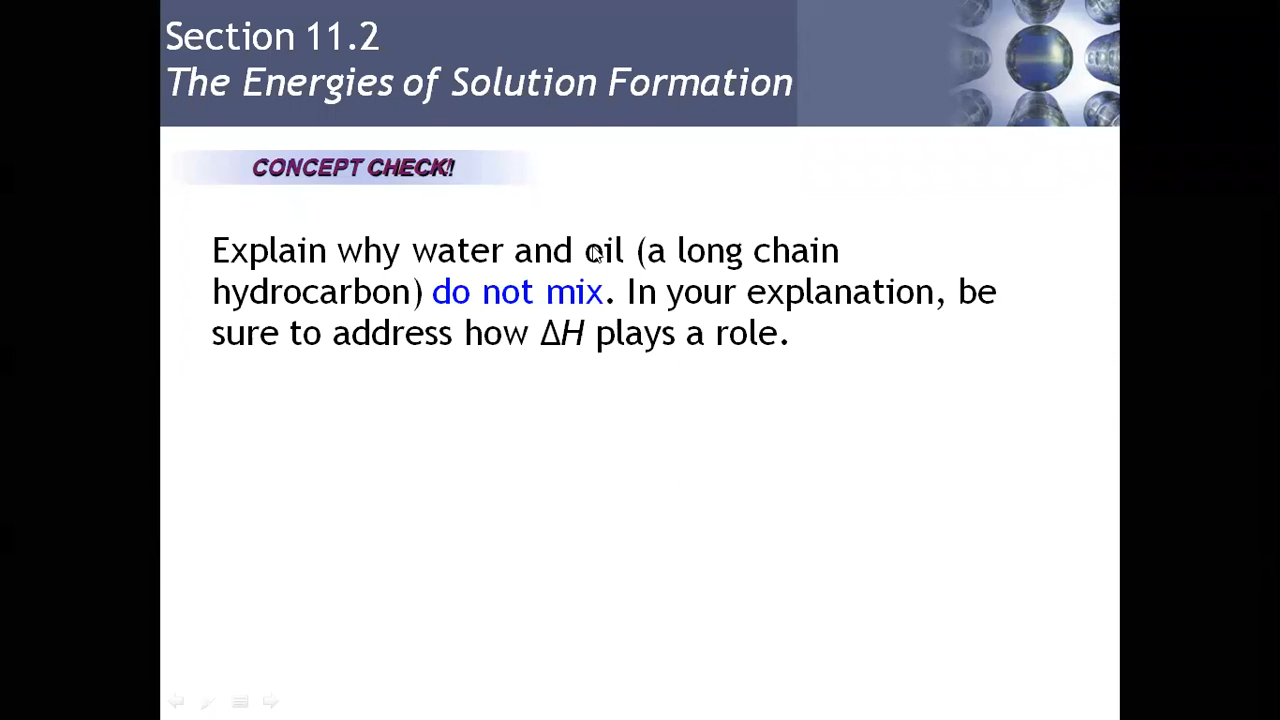 Section 11.2
The Energies of Solution Formation
CONCEPT CHECK!
Explain why water and oil (a long chain
hydrocarbon) do not mix. In your explanation, be
sure to address how ΔH plays a role.